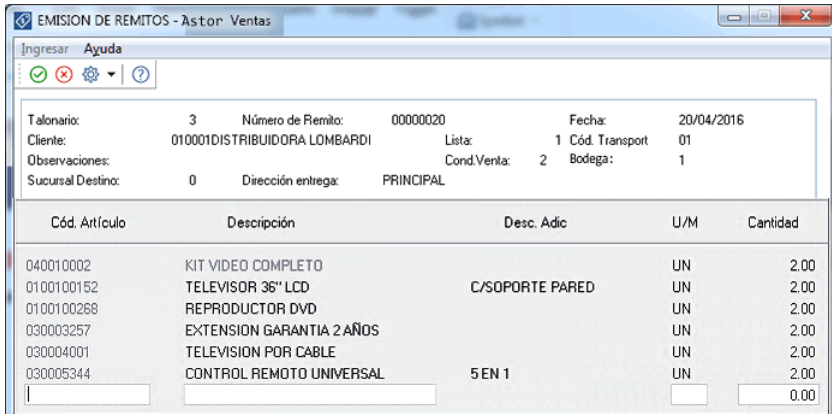 EMISION DE REMITOS - Astor Ventas
Ingresar Ayuda
Talonario: 3 Número de Remito: 00000020 Fecha: 20/04/2016
Cliente: 010001DISTRIBUIDORA LOMBARDI Lista: 1 Cód. Transport 01
Observaciones: Cond.Venta: 2 Bodega: 1
Sucursal Destino: 0 Dirección entrega: PRINCIPAL
Cód. Artículo Descripción Desc. Adic U/M Cantidad
040010002 KIT VIDEO COMPLETO UN 2.00
0100100152 TELEVISOR 36" LCD C/SOPORTE PARED UN 2.00
0100100268 REPRODUCTOR DVD UN 2.00
030003257 EXTENSION GARANTIA 2 AÑOS UN 2.00
030004001 TELEVISION POR CABLE UN 2.00
030005344 CONTROL REMOTO UNIVERSAL 5 EN 1 UN 2.00
0.00